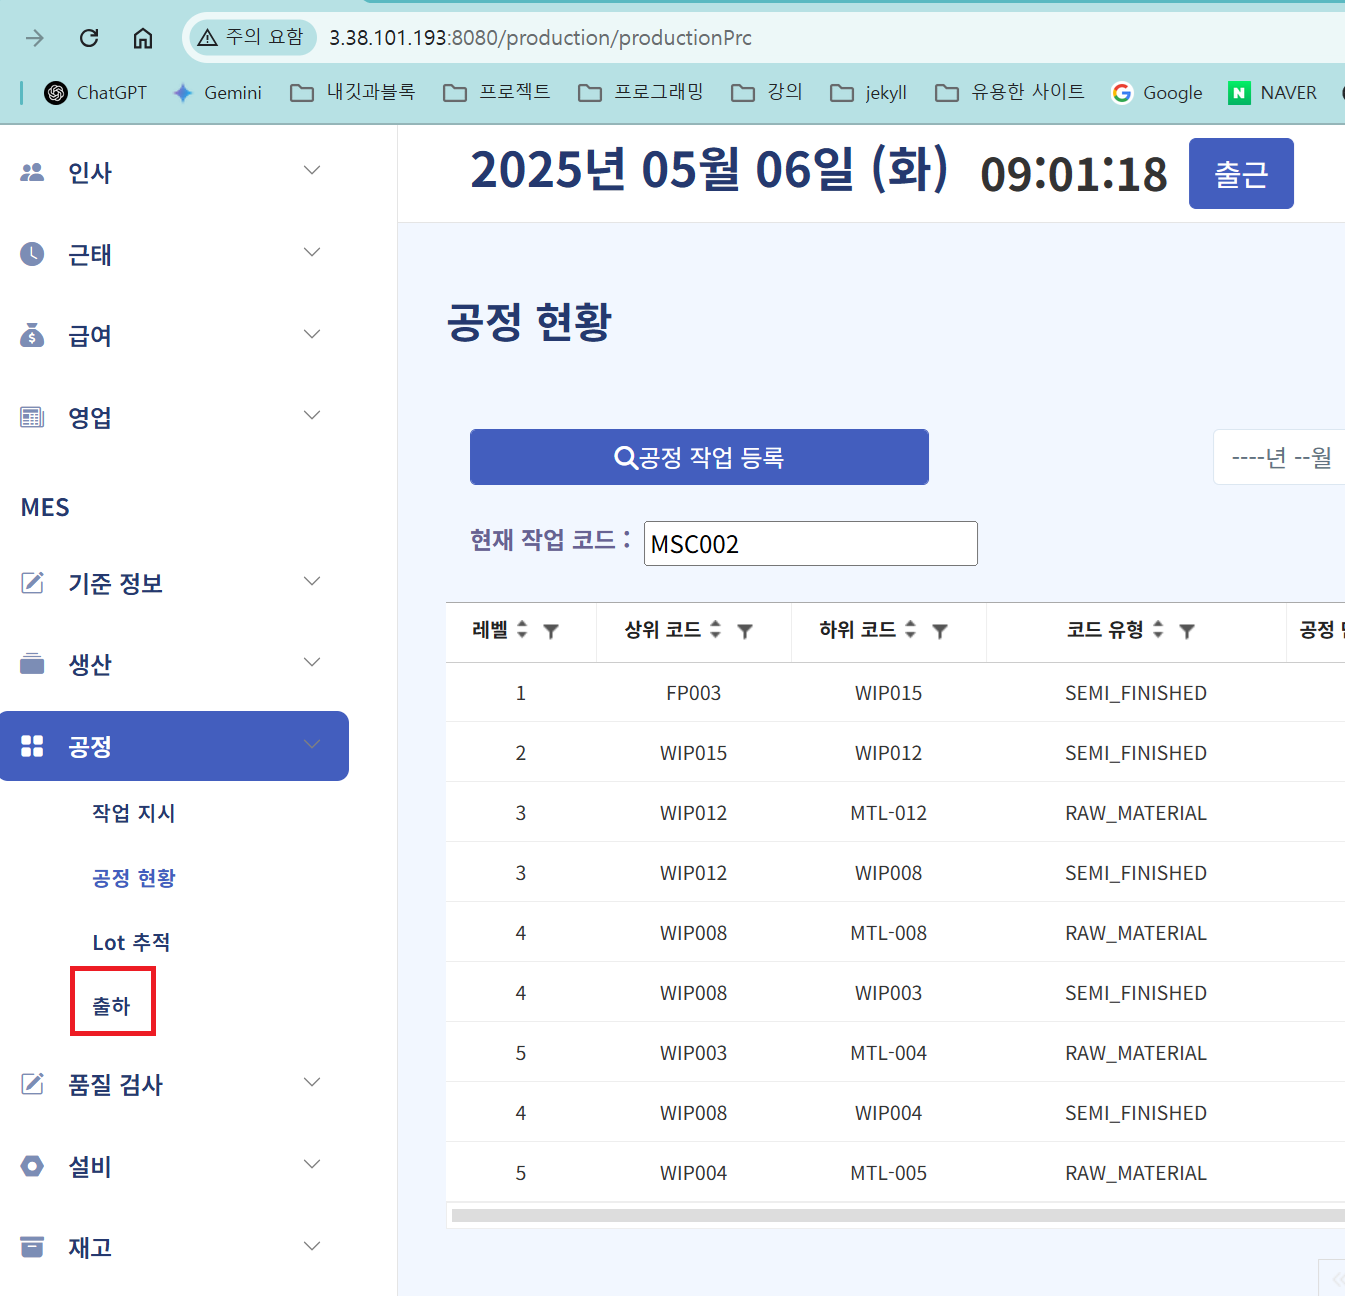 주의 요함 3.38.101.193:8080/production/productionPrc
ChatGPT Gemini 내깃과블록 프로젝트 프로그래밍 강의 jekyll 유용한 사이트 Google NAVER
인사
근태
급여
영업
MES
기준 정보
생산
공정
작업 지시
공정 현황
Lot 추적
출하
품질 검사
설비
재고
2025년 05월 06일 (화) 09:01:18 출근
공정 현황
공정 작업 등록 ----년 --월
현재 작업 코드 : MSC002
레벨 상위 코드 하위 코드 코드 유형 공정
1 FP003 WIP015 SEMI_FINISHED
2 WIP015 WIP012 SEMI_FINISHED
3 WIP012 MTL-012 RAW_MATERIAL
3 WIP012 WIP008 SEMI_FINISHED
4 WIP008 MTL-008 RAW_MATERIAL
4 WIP008 WIP003 SEMI_FINISHED
5 WIP003 MTL-004 RAW_MATERIAL
4 WIP008 WIP004 SEMI_FINISHED
5 WIP004 MTL-005 RAW_MATERIAL